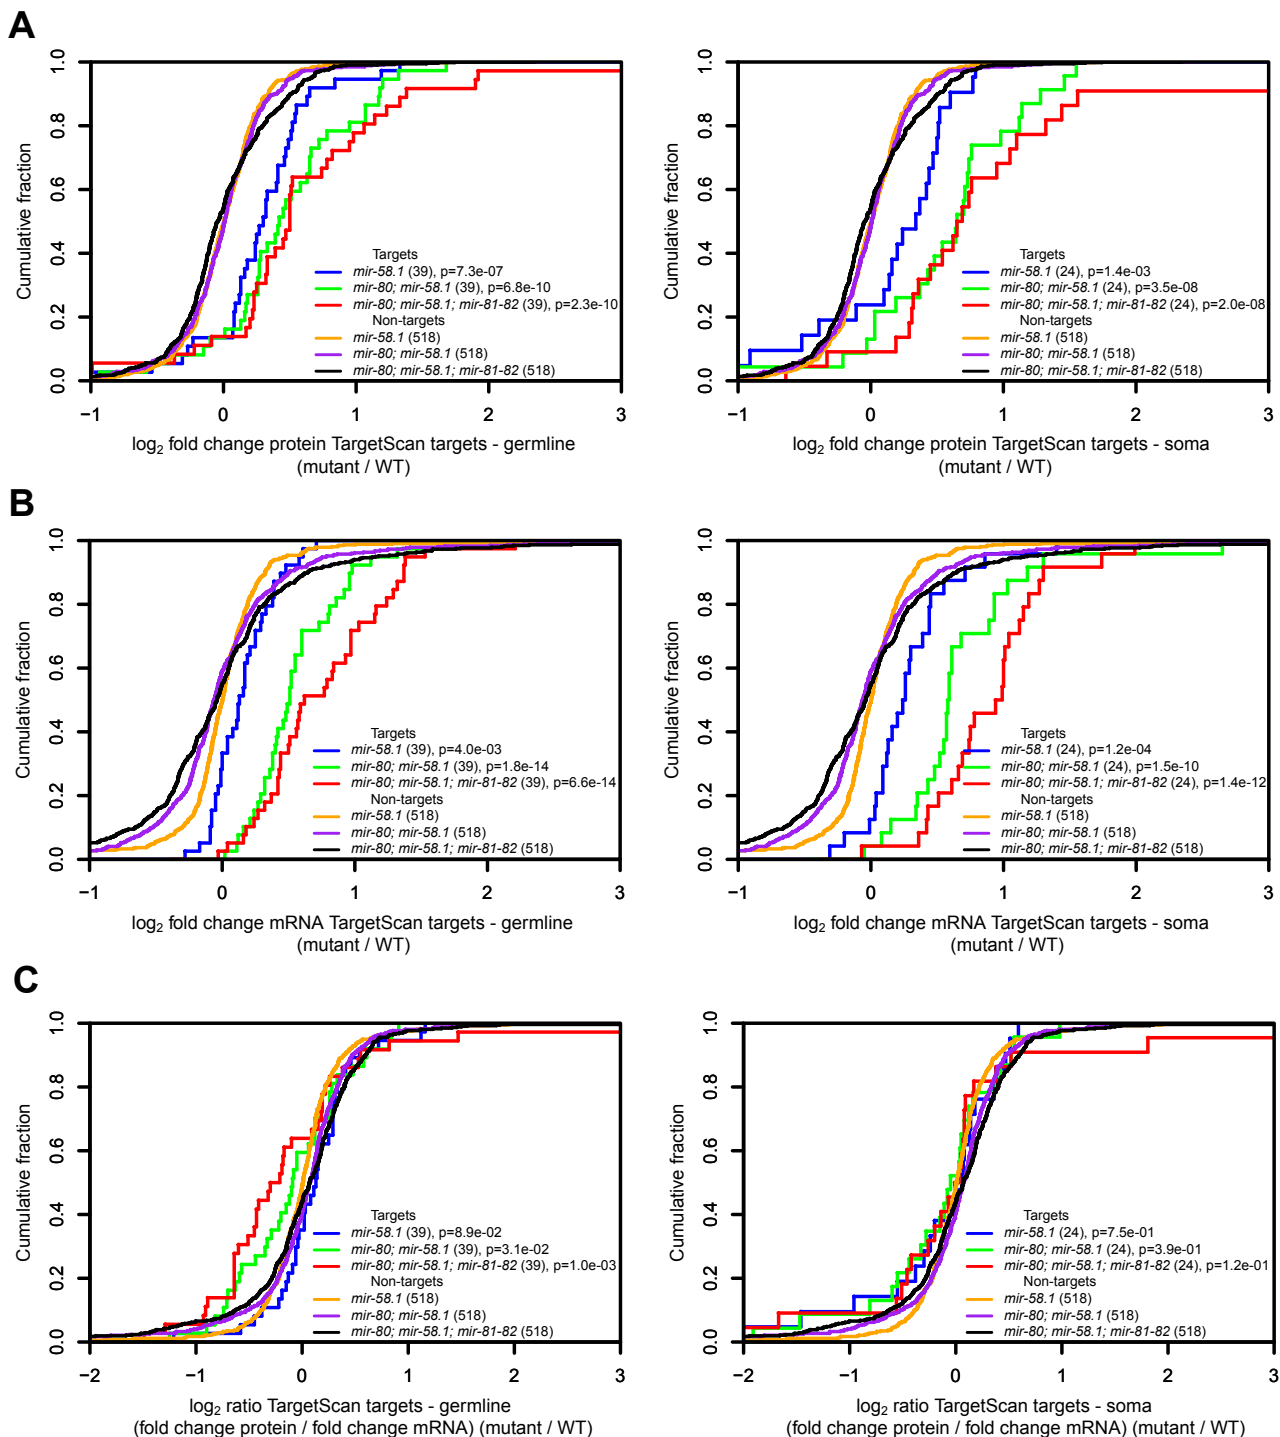 A
Cumulative fraction
0.0 0.2 0.4 0.6 0.8 1.0
Targets
mir-58.1 (39), p=7.3e-07
mir-80; mir-58.1 (39), p=6.8e-10
mir-80; mir-58.1; mir-81-82 (39), p=2.3e-10
Non-targets
mir-58.1 (518)
mir-80; mir-58.1 (518)
mir-80; mir-58.1; mir-81-82 (518)
−1 0 1 2 3
log2 fold change protein TargetScan targets - germline
(mutant / WT)
Cumulative fraction
0.0 0.2 0.4 0.6 0.8 1.0
Targets
mir-58.1 (24), p=1.4e-03
mir-80; mir-58.1 (24), p=3.5e-08
mir-80; mir-58.1; mir-81-82 (24), p=2.0e-08
Non-targets
mir-58.1 (518)
mir-80; mir-58.1 (518)
mir-80; mir-58.1; mir-81-82 (518)
−1 0 1 2 3
log2 fold change protein TargetScan targets - soma
(mutant / WT)
B
Cumulative fraction
0.0 0.2 0.4 0.6 0.8 1.0
Targets
mir-58.1 (39), p=4.0e-03
mir-80; mir-58.1 (39), p=1.8e-14
mir-80; mir-58.1; mir-81-82 (39), p=6.6e-14
Non-targets
mir-58.1 (518)
mir-80; mir-58.1 (518)
mir-80; mir-58.1; mir-81-82 (518)
−1 0 1 2 3
log2 fold change mRNA TargetScan targets - germline
(mutant / WT)
Cumulative fraction
0.0 0.2 0.4 0.6 0.8 1.0
Targets
mir-58.1 (24), p=1.2e-04
mir-80; mir-58.1 (24), p=1.5e-10
mir-80; mir-58.1; mir-81-82 (24), p=1.4e-12
Non-targets
mir-58.1 (518)
mir-80; mir-58.1 (518)
mir-80; mir-58.1; mir-81-82 (518)
−1 0 1 2 3
log2 fold change mRNA TargetScan targets - soma
(mutant / WT)
C
Cumulative fraction
0.0 0.2 0.4 0.6 0.8 1.0
Targets
mir-58.1 (39), p=8.9e-02
mir-80; mir-58.1 (39), p=3.1e-02
mir-80; mir-58.1; mir-81-82 (39), p=1.0e-03
Non-targets
mir-58.1 (518)
mir-80; mir-58.1 (518)
mir-80; mir-58.1; mir-81-82 (518)
−2 −1 0 1 2 3
log2 ratio TargetScan targets - germline
(fold change protein / fold change mRNA) (mutant / WT)
Cumulative fraction
0.0 0.2 0.4 0.6 0.8 1.0
Targets
mir-58.1 (24), p=7.5e-01
mir-80; mir-58.1 (24), p=3.9e-01
mir-80; mir-58.1; mir-81-82 (24), p=1.2e-01
Non-targets
mir-58.1 (518)
mir-80; mir-58.1 (518)
mir-80; mir-58.1; mir-81-82 (518)
−2 −1 0 1 2 3
log2 ratio TargetScan targets - soma
(fold change protein / fold change mRNA) (mutant / WT)